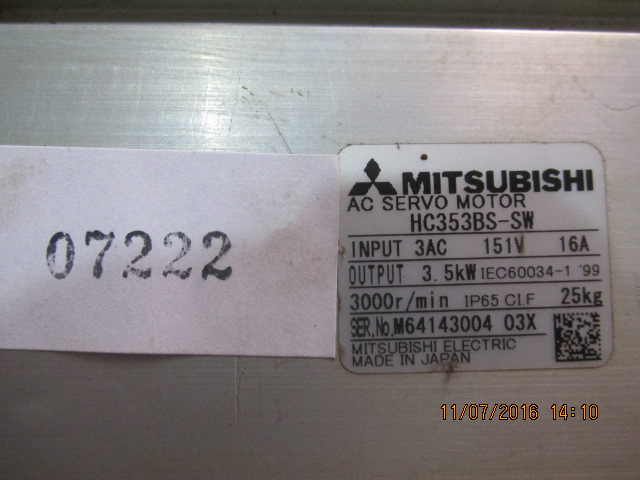 07222
MITSUBISHI
AC SERVO MOTOR
HC353BS-SW
INPUT 3AC 151V 16A
OUTPUT 3.5kW IEC60034-1 '99
3000r/min IP65 Cl.F 25kg
SER.No.M64143004 03X
MITSUBISHI ELECTRIC
MADE IN JAPAN
11/07/2016 14:10